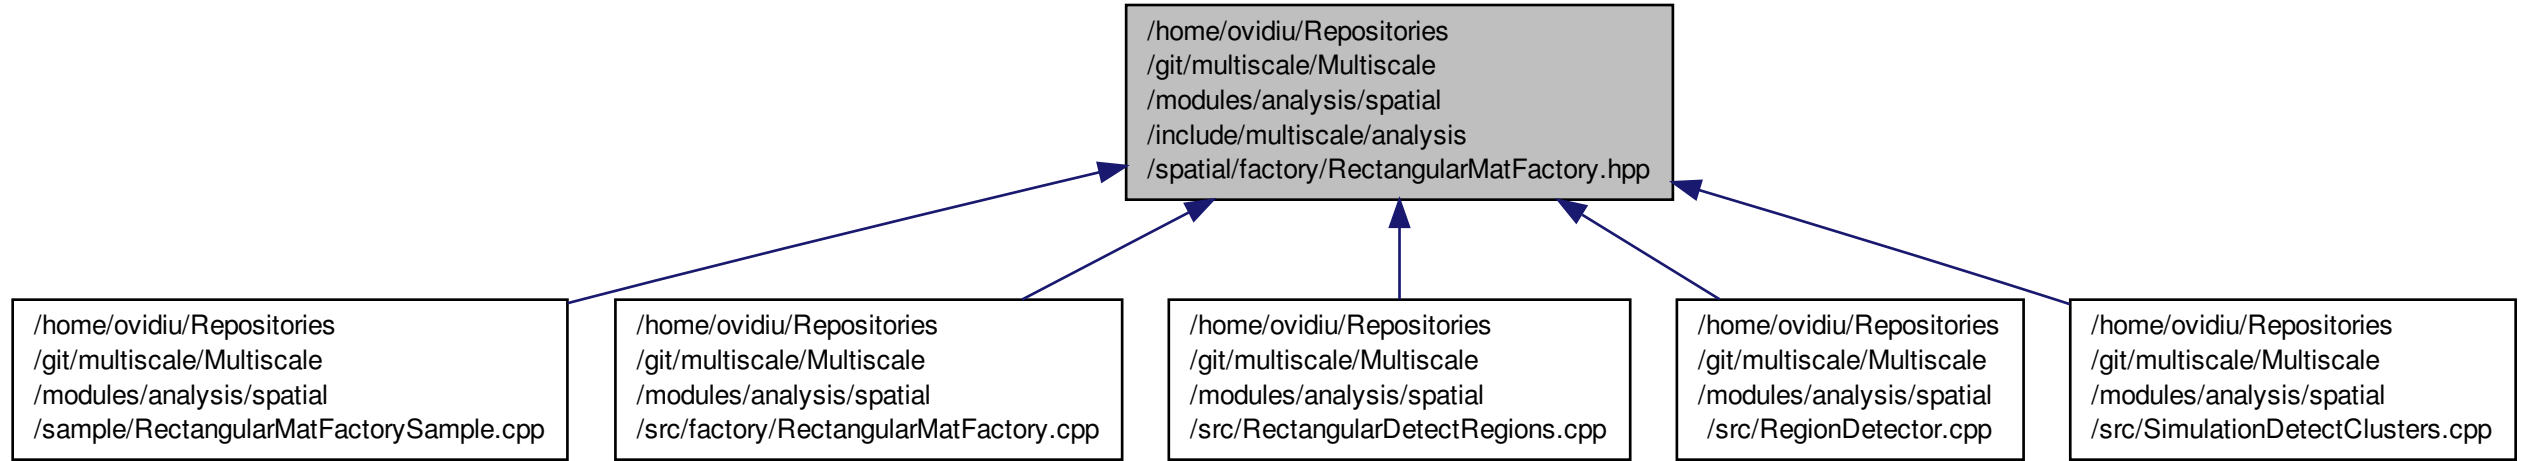 /home/ovidiu/Repositories
/git/multiscale/Multiscale
/modules/analysis/spatial
/include/multiscale/analysis
/spatial/factory/RectangularMatFactory.hpp
/home/ovidiu/Repositories
/git/multiscale/Multiscale
/modules/analysis/spatial
/sample/RectangularMatFactorySample.cpp
/home/ovidiu/Repositories
/git/multiscale/Multiscale
/modules/analysis/spatial
/src/factory/RectangularMatFactory.cpp
/home/ovidiu/Repositories
/git/multiscale/Multiscale
/modules/analysis/spatial
/src/RectangularDetectRegions.cpp
/home/ovidiu/Repositories
/git/multiscale/Multiscale
/modules/analysis/spatial
/src/RegionDetector.cpp
/home/ovidiu/Repositories
/git/multiscale/Multiscale
/modules/analysis/spatial
/src/SimulationDetectClusters.cpp